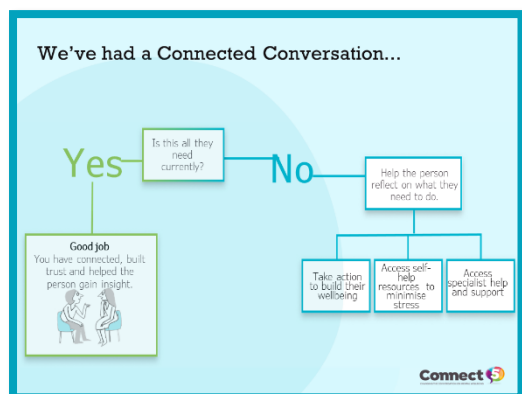 We've had a Connected Conversation...
Is this all they
need
currently?
Yes
No
Help the person
reflect on what they
need to do.
Good job
You have connected, built
trust and helped the
person gain insight.
Take action
to build their
wellbeing
Access self-
help
resources to
minimise
stress
Access
specialist help
and support
Connect 5